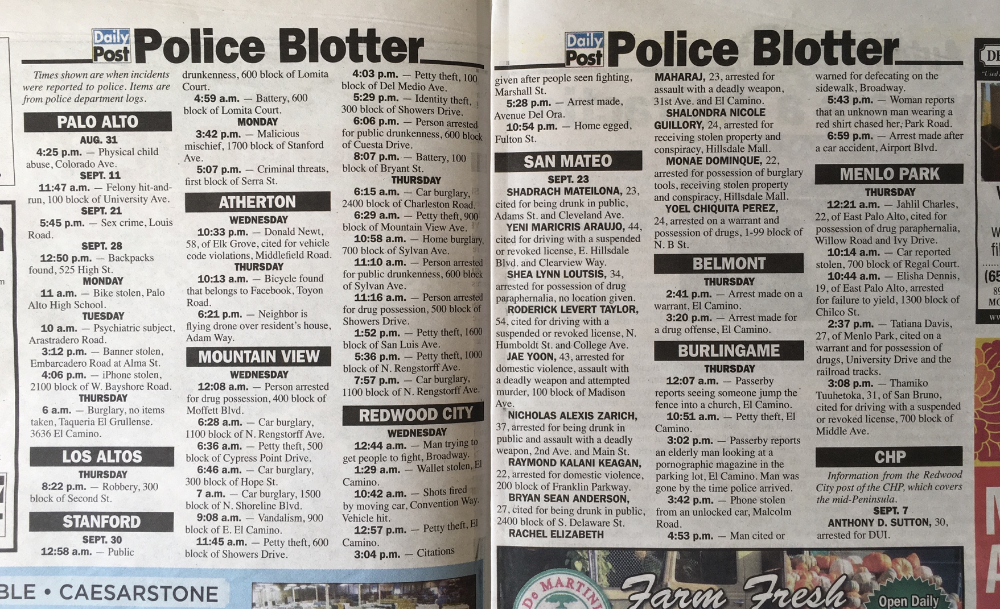 Daily
Post
Police Blotter
Times shown are when incidents
were reported to police. Items are
from police department logs.
PALO ALTO
AUG. 31
4:25 p.m. — Physical child
abuse, Colorado Ave.
SEPT. 11
11:47 a.m. — Felony hit-and-
run, 100 block of University Ave.
SEPT. 21
5:45 p.m. — Sex crime, Louis
Road.
SEPT. 28
12:50 p.m. — Backpacks
found, 525 High St.
MONDAY
11 a.m. — Bike stolen, Palo
Alto High School.
TUESDAY
10 a.m. — Psychiatric subject,
Arastradero Road.
3:12 p.m. — Banner stolen,
Embarcadero Road at Alma St.
4:06 p.m. — iPhone stolen,
2100 block of W. Bayshore Road.
THURSDAY
6 a.m. — Burglary, no items
taken, Taqueria El Grullense.
3636 El Camino.
LOS ALTOS
THURSDAY
8:22 p.m. — Robbery, 300
block of Second St.
STANFORD
SEPT. 30
12:58 a.m. — Public
drunkenness, 600 block of Lomita
Court.
4:59 a.m. — Battery, 600
block of Lomita Court.
MONDAY
3:42 p.m. — Malicious
mischief, 1700 block of Stanford
Ave.
5:07 p.m. — Criminal threats,
first block of Serra St.
ATHERTON
WEDNESDAY
10:33 p.m. — Donald Newt,
58, of Elk Grove, cited for vehicle
code violations, Middlefield Road.
THURSDAY
10:13 a.m. — Bicycle found
that belongs to Facebook, Toyon
Road.
6:21 p.m. — Neighbor is
flying drone over resident's house,
Adam Way.
MOUNTAIN VIEW
WEDNESDAY
12:08 a.m. — Person arrested
for drug possession, 400 block of
Moffett Blvd.
6:28 a.m. — Car burglary,
1100 block of N. Rengstorff Ave.
6:36 a.m. — Petty theft, 500
block of Cypress Point Drive.
6:46 a.m. — Car burglary,
300 block of Hope St.
7 a.m. — Car burglary, 1500
block of N. Shoreline Blvd.
9:08 a.m. — Vandalism, 900
block of E. El Camino.
11:45 a.m. — Petty theft, 600
block of Showers Drive.
4:03 p.m. — Petty theft, 100
block of Del Medio Ave.
5:29 p.m. — Identity theft,
300 block of Showers Drive.
6:06 p.m. — Person arrested
for public drunkenness, 600 block
of Cuesta Drive.
8:07 p.m. — Battery, 100
block of Bryant St.
THURSDAY
6:15 a.m. — Car burglary,
2400 block of Charleston Road.
6:29 a.m. — Petty theft, 900
block of Mountain View Ave.
10:58 a.m. — Home burglary,
700 block of Sylvan Ave.
11:10 a.m. — Person arrested
for public drunkenness, 600 block
of Sylvan Ave.
11:16 a.m. — Person arrested
for drug possession, 500 block of
Showers Drive.
1:52 p.m. — Petty theft, 1600
block of San Luis Ave.
5:36 p.m. — Petty theft, 1000
block of N. Rengstorff Ave.
7:57 p.m. — Car burglary,
1100 block of N. Rengstorff Ave.
REDWOOD CITY
WEDNESDAY
12:44 a.m. — Man trying to
get people to fight, Broadway.
1:29 a.m. — Wallet stolen, El
Camino.
10:42 a.m. — Shots fired
by moving car, Convention Way.
Vehicle hit.
12:57 p.m. — Petty theft, El
Camino.
3:04 p.m. — Citations
BLE • CAESARSTONE
Daily
Post
Police Blotter
given after people seen fighting,
Marshall St.
5:28 p.m. — Arrest made,
Avenue Del Ora.
10:54 p.m. — Home egged,
Fulton St.
SAN MATEO
SEPT. 23
SHADRACH MATEILONA, 23,
cited for being drunk in public,
Adams St. and Cleveland Ave.
YENI MARICRIS ARAUJO, 44,
cited for driving with a suspended
or revoked license, E. Hillsdale
Blvd. and Clearview Way.
SHEA LYNN LOUTSIS, 34,
arrested for possession of drug
paraphernalia, no location given.
RODERICK LEVERT TAYLOR,
54, cited for driving with a
suspended or revoked license, N.
Humboldt St. and College Ave.
JAE YOON, 43, arrested for
domestic violence, assault with
a deadly weapon and attempted
murder, 100 block of Madison
Ave.
NICHOLAS ALEXIS ZARICH,
37, arrested for being drunk in
public and assault with a deadly
weapon, 2nd Ave. and Main St.
RAYMOND KALANI KEAGAN,
22, arrested for domestic violence,
200 block of Franklin Parkway.
BRYAN SEAN ANDERSON,
27, cited for being drunk in public,
2400 block of S. Delaware St.
RACHEL ELIZABETH
MAHARAJ, 23, arrested for
assault with a deadly weapon,
31st Ave. and El Camino.
SHALONDRA NICOLE
GUILLORY, 24, arrested for
receiving stolen property and
conspiracy, Hillsdale Mall.
MONAE DOMINQUE, 22,
arrested for possession of burglary
tools, receiving stolen property
and conspiracy, Hillsdale Mall.
YOEL CHIQUITA PEREZ,
24, arrested on a warrant and
possession of drugs, 1-99 block of
N. B St.
BELMONT
THURSDAY
2:41 p.m. — Arrest made on a
warrant, El Camino.
3:20 p.m. — Arrest made for
a drug offense, El Camino.
BURLINGAME
THURSDAY
12:07 a.m. — Passerby
reports seeing someone jump the
fence into a church, El Camino.
10:51 a.m. — Petty theft, El
Camino.
3:02 p.m. — Passerby reports
an elderly man looking at a
pornographic magazine in the
parking lot, El Camino. Man was
gone by the time police arrived.
3:42 p.m. — Phone stolen
from an unlocked car, Malcolm
Road.
4:53 p.m. — Man cited or
warned for defecating on the
sidewalk, Broadway.
5:43 p.m. — Woman reports
that an unknown man wearing a
red shirt chased her, Park Road.
6:59 p.m. — Arrest made after
a car accident, Airport Blvd.
MENLO PARK
THURSDAY
12:21 a.m. — Jahlil Charles,
22, of East Palo Alto, cited for
possession of drug paraphernalia,
Willow Road and Ivy Drive.
10:14 a.m. — Car reported
stolen, 700 block of Regal Court.
10:44 a.m. — Elisha Dennis,
19, of East Palo Alto, arrested
for failure to yield, 1300 block of
Chilco St.
2:37 p.m. — Tatiana Davis,
27, of Menlo Park, cited on a
warrant and for possession of
drugs, University Drive and the
railroad tracks.
3:08 p.m. — Thamiko
Tuuhetoka, 31, of San Bruno,
cited for driving with a suspended
or revoked license, 700 block of
Middle Ave.
CHP
Information from the Redwood
City post of the CHP, which covers
the mid-Peninsula.
SEPT. 7
ANTHONY D. SUTTON, 30,
arrested for DUI.
De MARTINI
Farm Fresh
Open Daily
DE
"Used
(65
MO